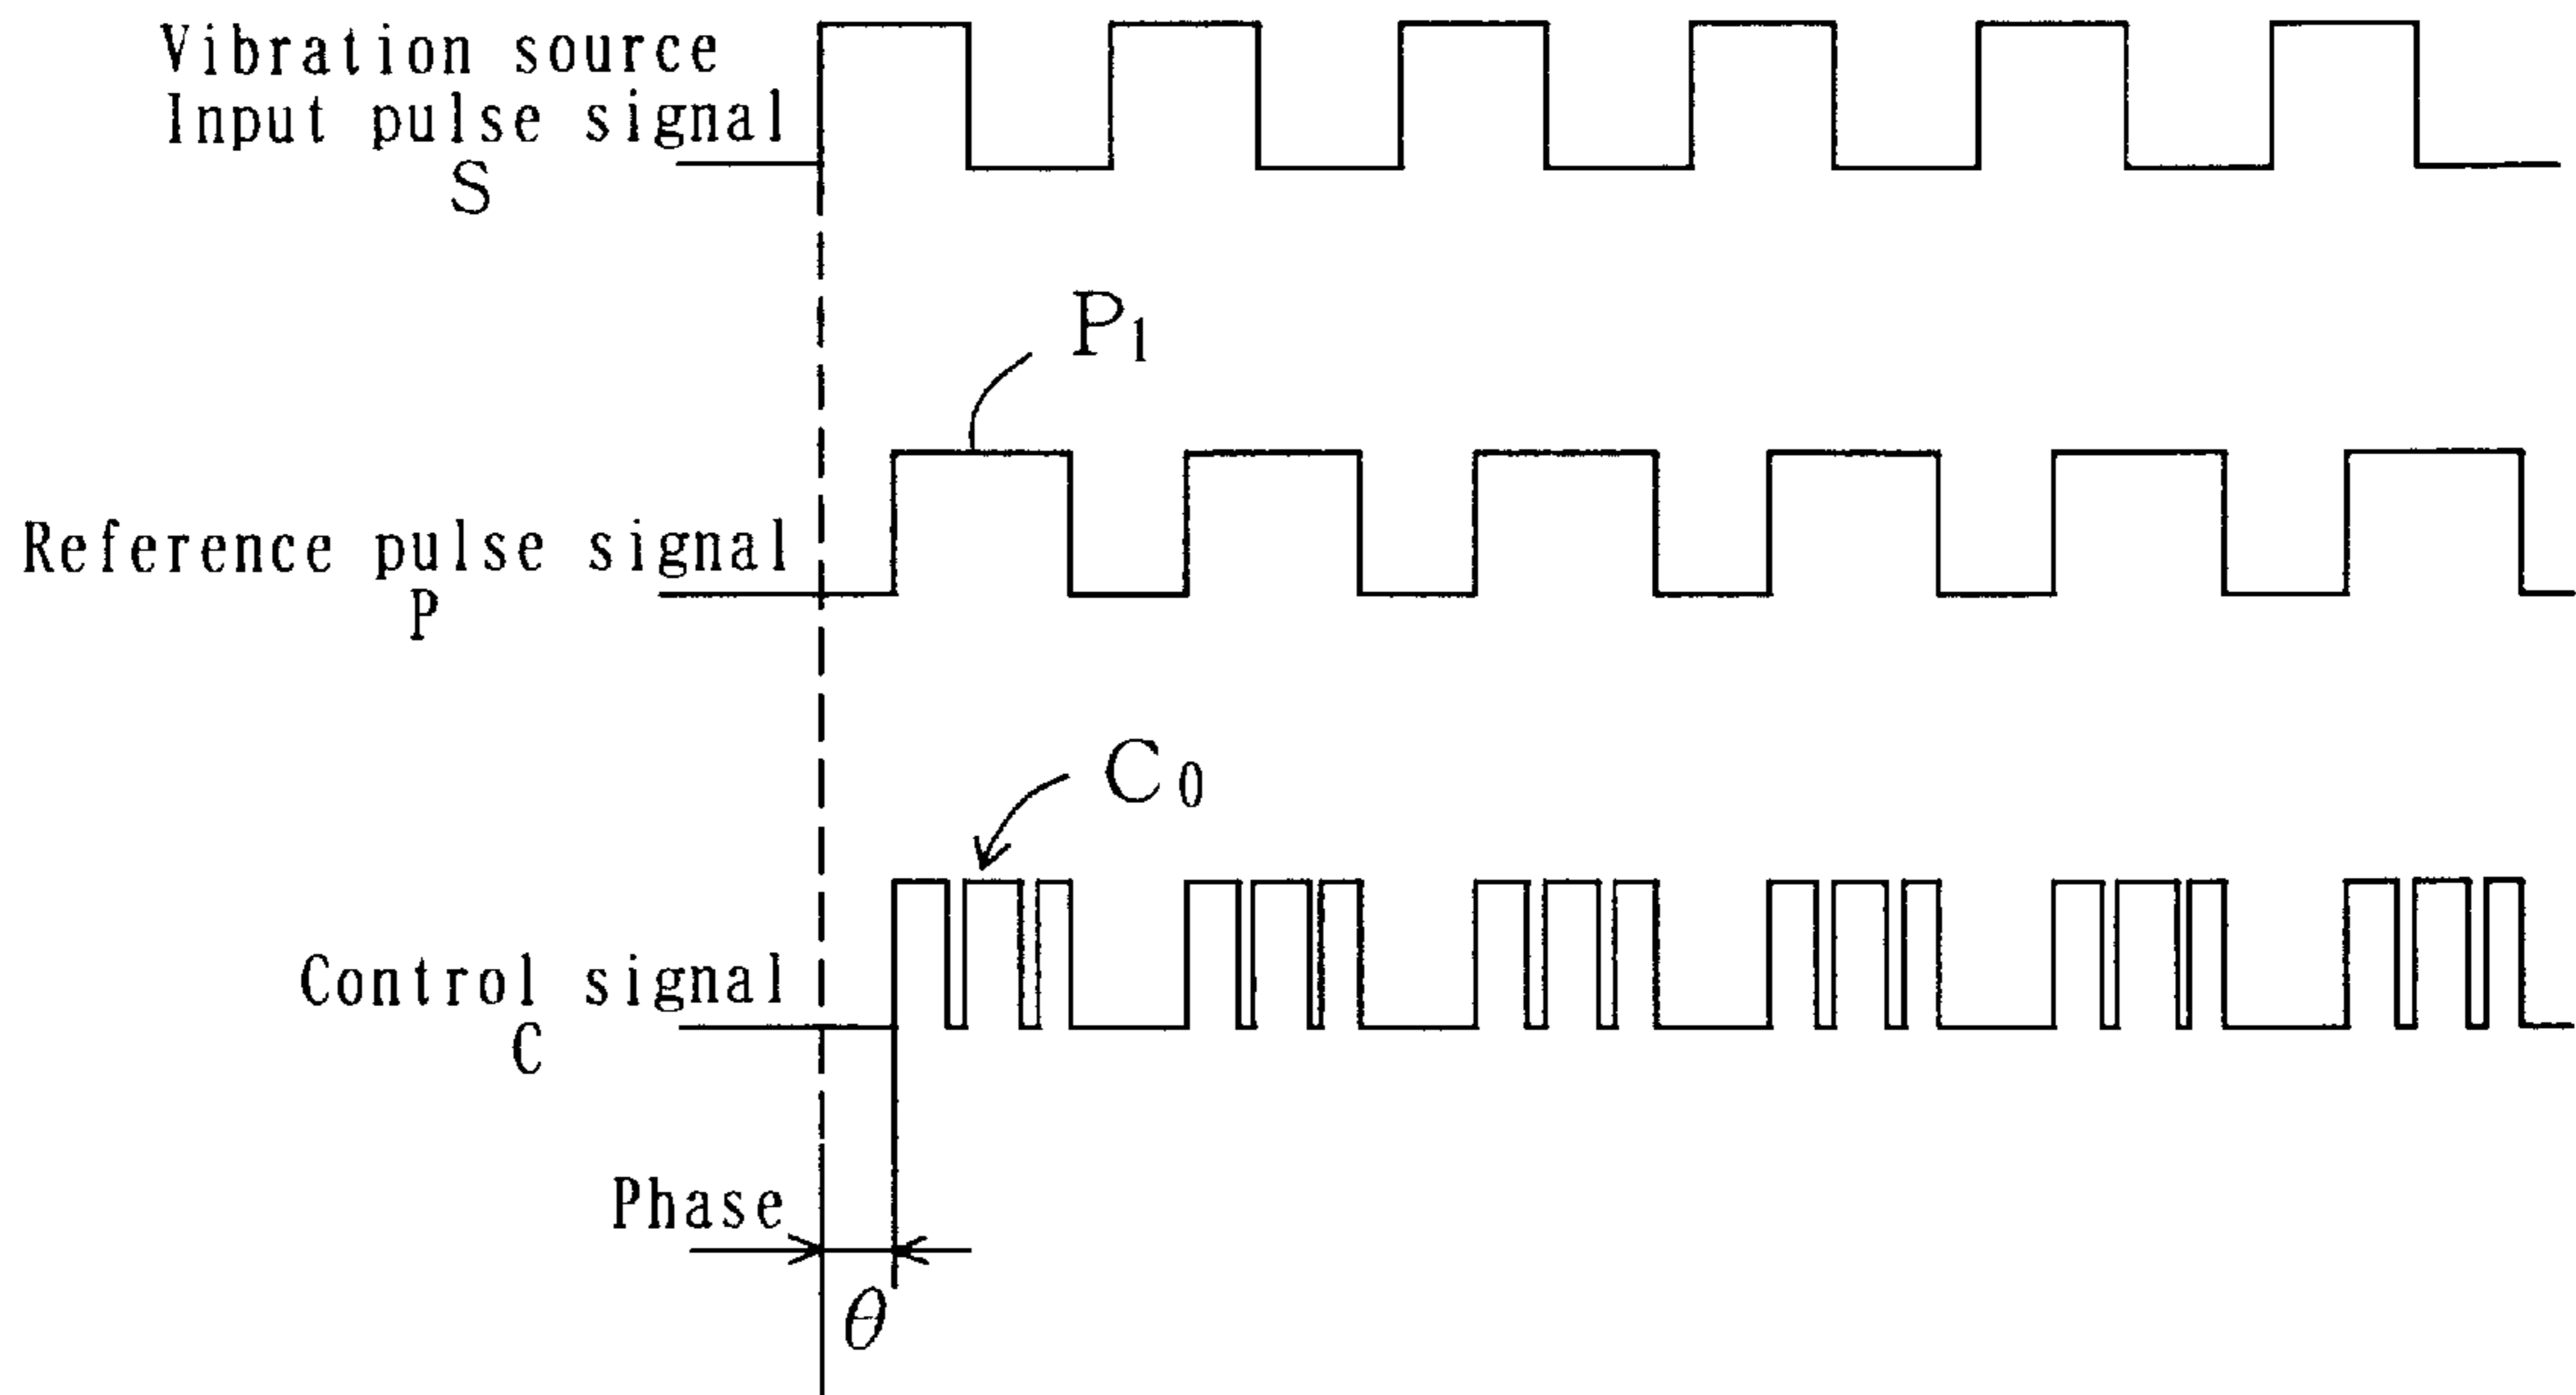 Vibration source
Input pulse signal
S
P₁
Reference pulse signal
P
C₀
Control signal
C
Phase
θ